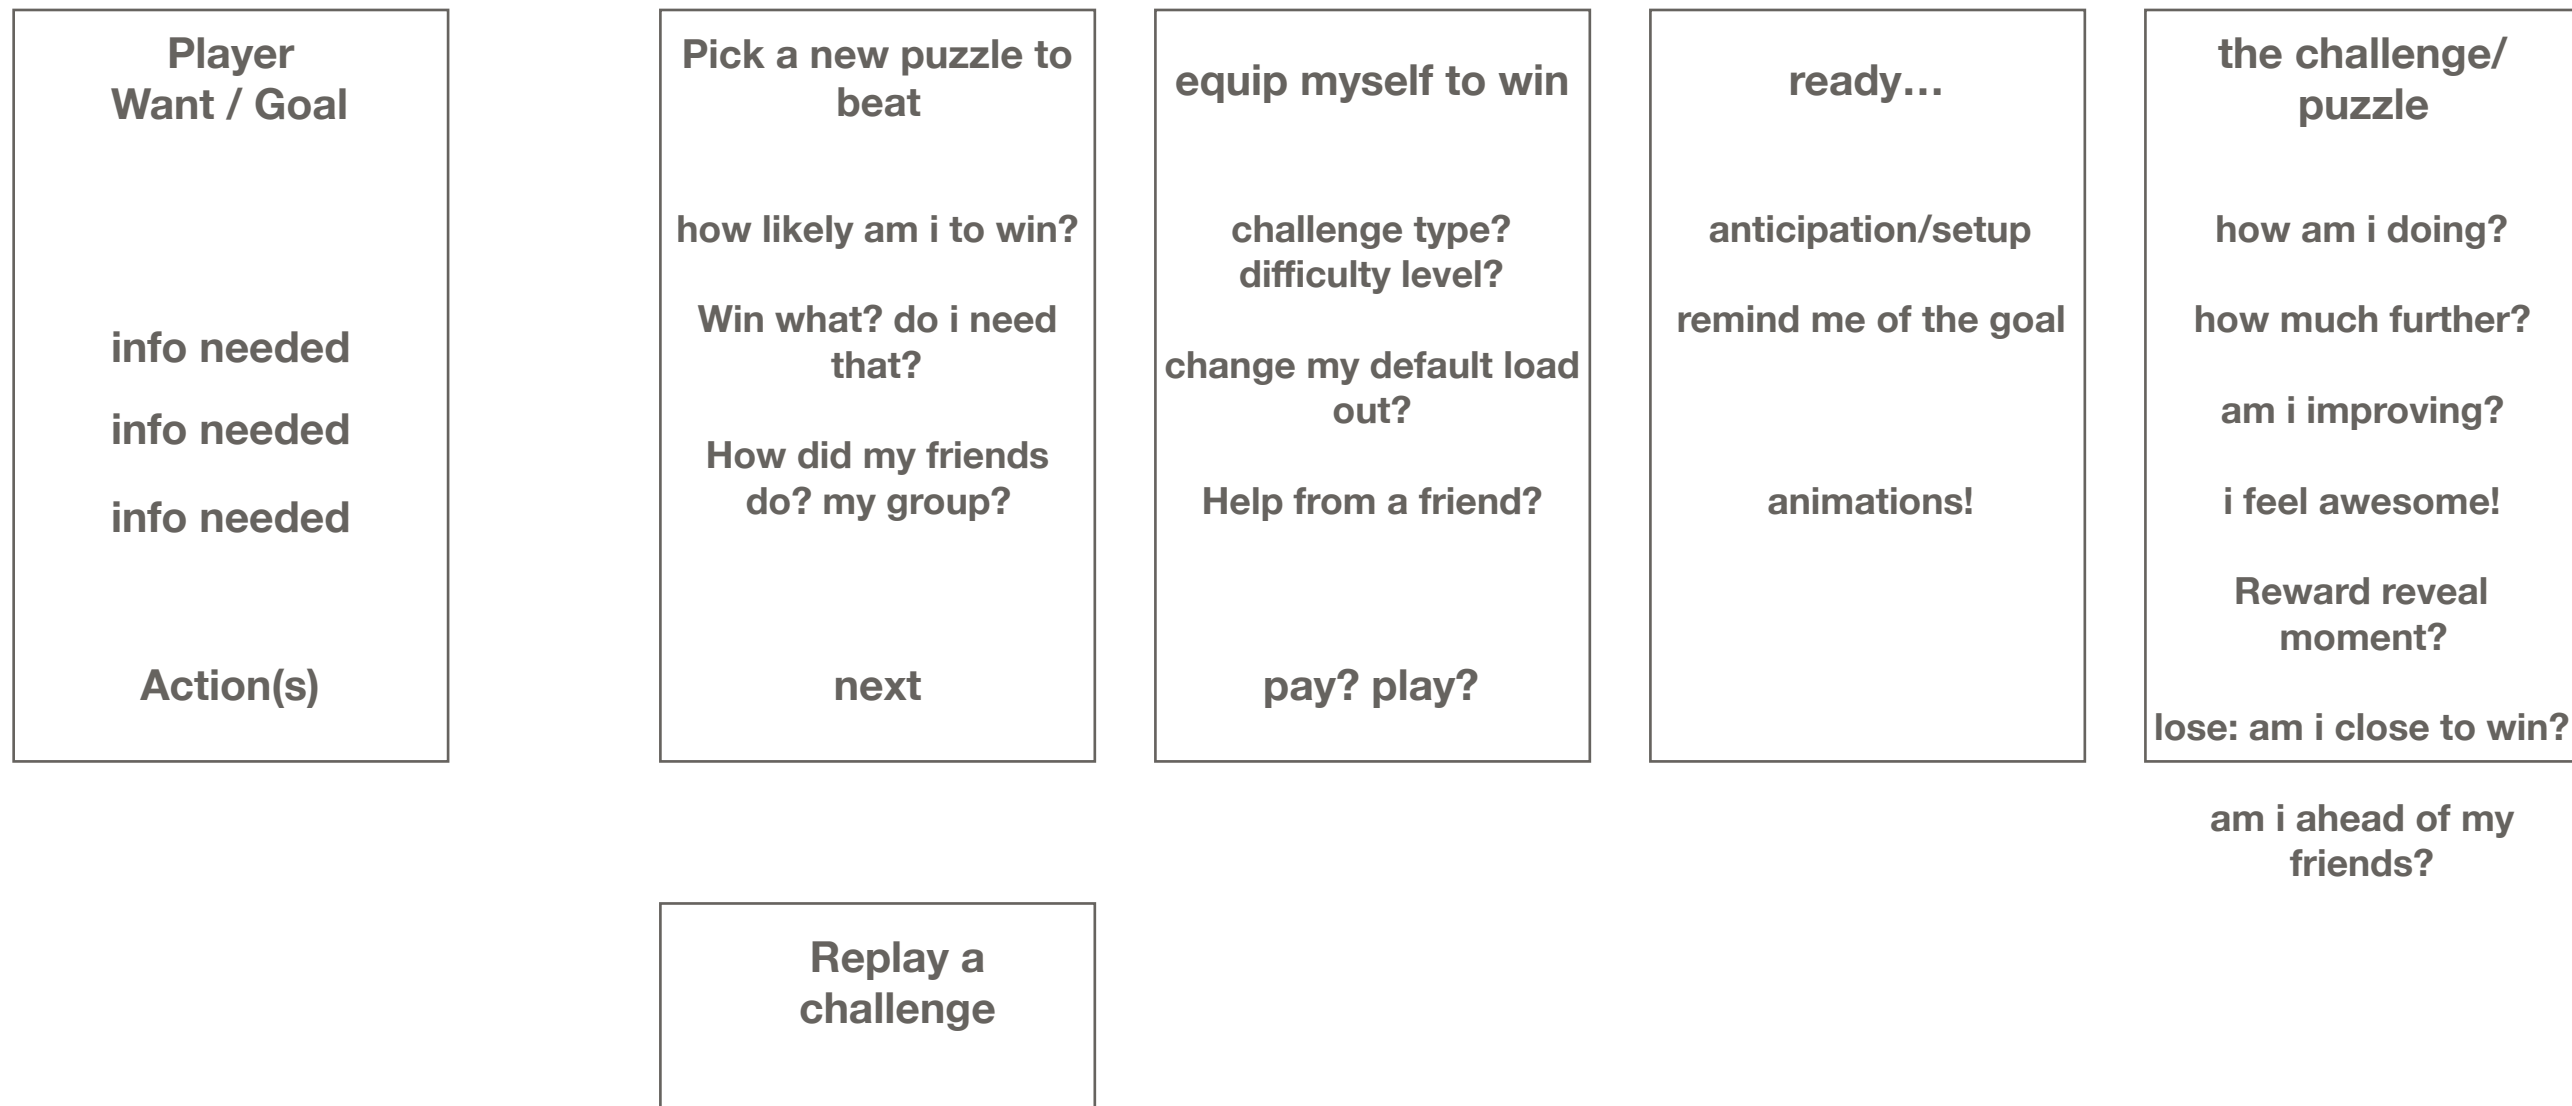 Player
Want / Goal
info needed
info needed
info needed
Action(s)
Pick a new puzzle to
beat
how likely am i to win?
Win what? do i need
that?
How did my friends
do? my group?
next
equip myself to win
challenge type?
difficulty level?
change my default load
out?
Help from a friend?
pay? play?
ready…
anticipation/setup
remind me of the goal
animations!
the challenge/
puzzle
how am i doing?
how much further?
am i improving?
i feel awesome!
Reward reveal
moment?
lose: am i close to win?
am i ahead of my
friends?
Replay a
challenge